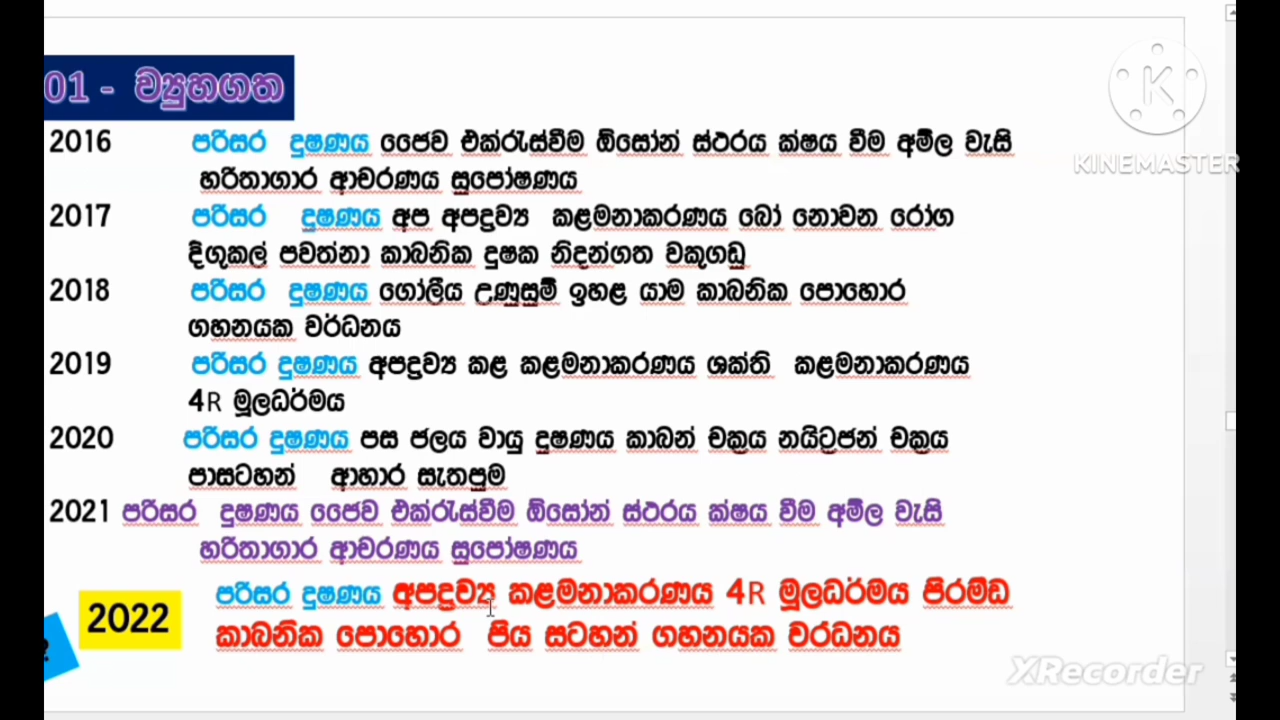 01 - ව්‍යුහගත
2016 පරිසර දුෂණය ජෛව එක්රැස්වීම ඕසෝන් ස්ථරය ක්ෂය වීම අම්ල වැසි
හරිතාගාර ආචරණය සුපෝෂණය
2017 පරිසර දුෂණය අප අපද්‍රව්‍ය කළමනාකරණය බෝ නොවන රෝග
දිගුකල් පවත්නා කාබනික දුෂක නිදන්ගත වකුගඩු
2018 පරිසර දුෂණය ගෝලීය උණුසුම් ඉහළ යාම කාබනික පොහොර
ගහනයක වර්ධනය
2019 පරිසර දුෂණය අපද්‍රව්‍ය කළ කළමනාකරණය ශක්ති කළමනාකරණය
4R මූලධර්මය
2020 පරිසර දුෂණය පස ජලය වායු දුෂණය කාබන් චක්‍රය නයිට්‍රජන් චක්‍රය
පාසටහන් ආහාර සැතපුම
2021 පරිසර දුෂණය ජෛව එක්රැස්වීම ඕසෝන් ස්ථරය ක්ෂය වීම අම්ල වැසි
හරිතාගාර ආචරණය සුපෝෂණය
2022 පරිසර දුෂණය අපද්‍රව්‍ය කළමනාකරණය 4R මූලධර්මය පිරමීඩ
කාබනික පොහොර පිය සටහන් ගහනයක වරධනය
?
K
KINEMASTER
XRecorder